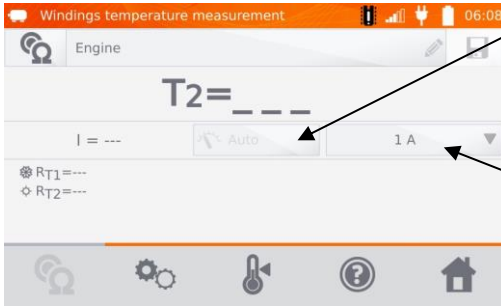 Windings temperature measurement 06:08
Engine
T2=_ _ _
I = --- Auto 1 A
RT1=---
RT2=---